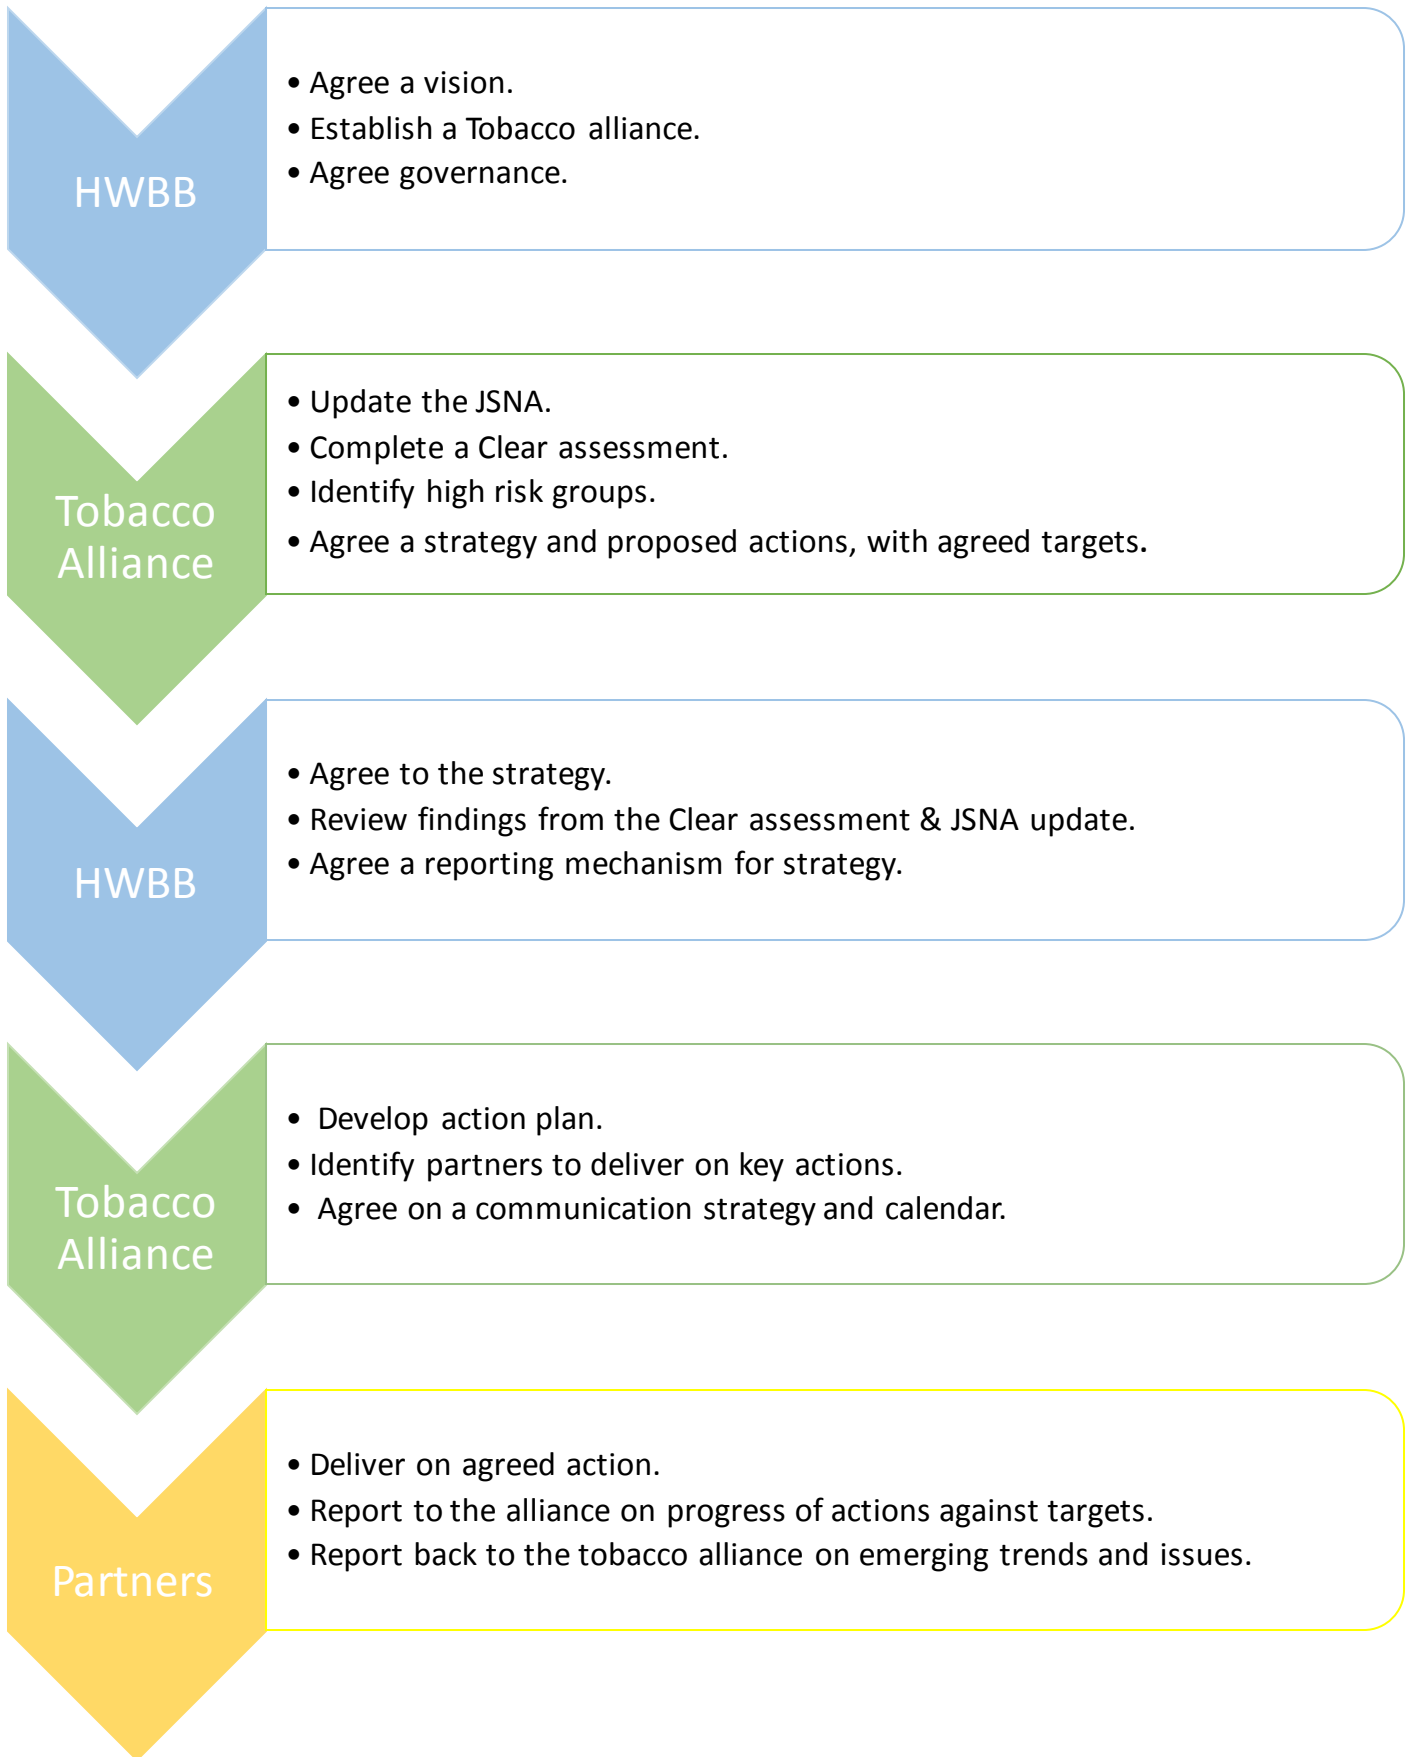 HWBB
• Agree a vision.
• Establish a Tobacco alliance.
• Agree governance.
Tobacco
Alliance
• Update the JSNA.
• Complete a Clear assessment.
• Identify high risk groups.
• Agree a strategy and proposed actions, with agreed targets.
HWBB
• Agree to the strategy.
• Review findings from the Clear assessment & JSNA update.
• Agree a reporting mechanism for strategy.
Tobacco
Alliance
• Develop action plan.
• Identify partners to deliver on key actions.
• Agree on a communication strategy and calendar.
Partners
• Deliver on agreed action.
• Report to the alliance on progress of actions against targets.
• Report back to the tobacco alliance on emerging trends and issues.